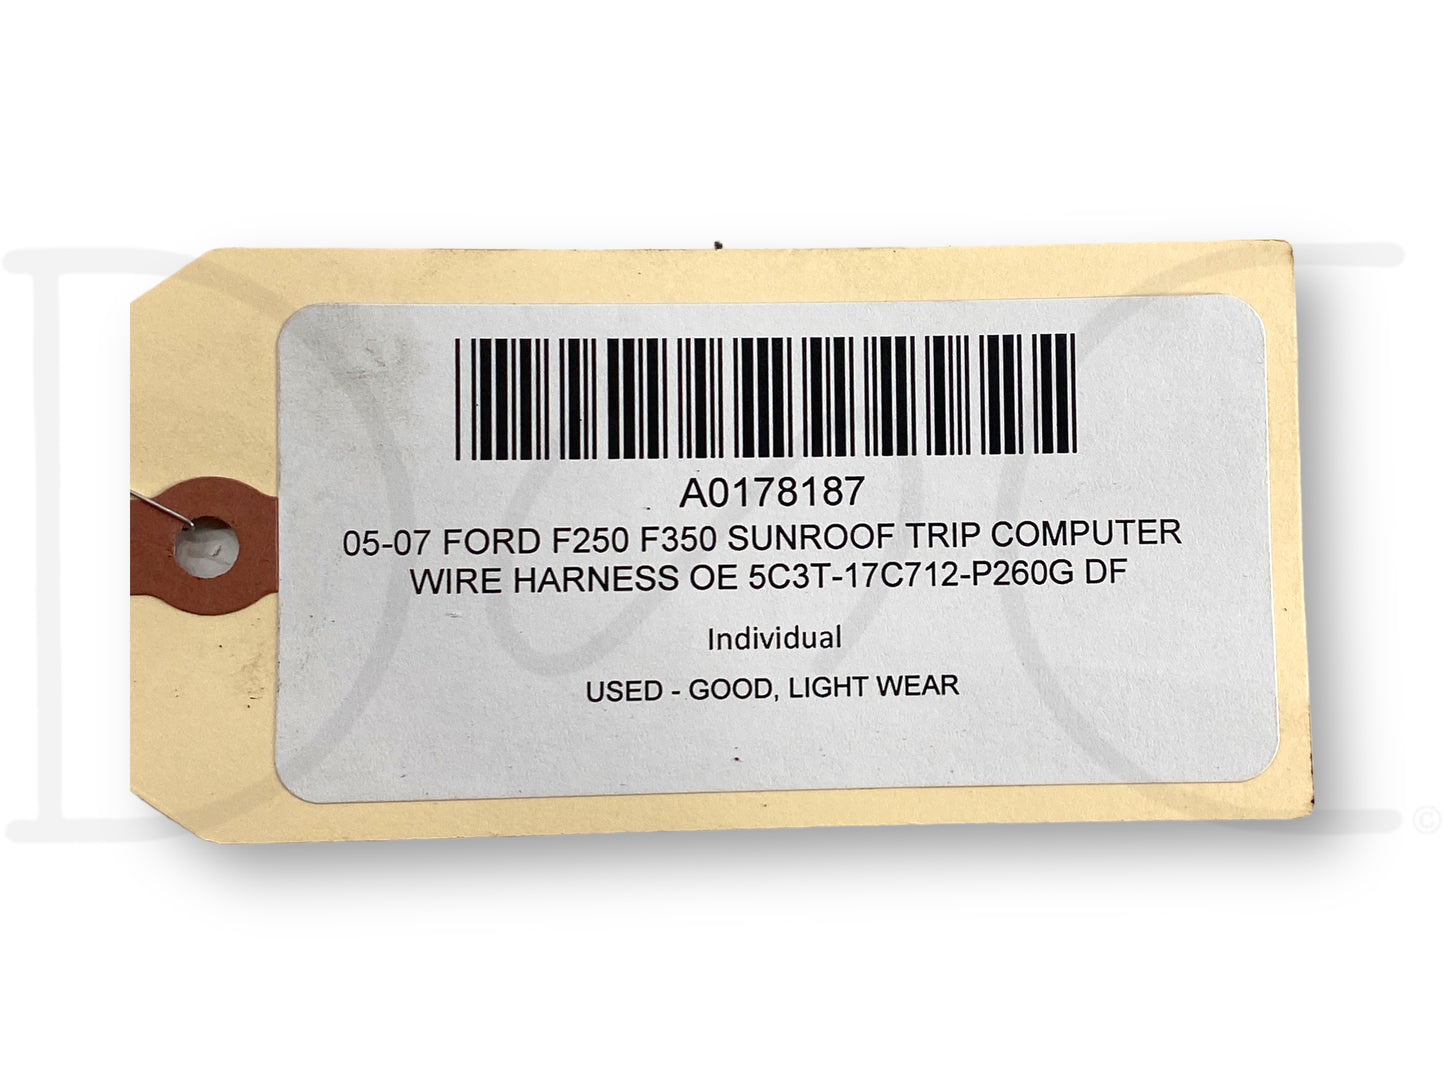 A0178187
05-07 FORD F250 F350 SUNROOF TRIP COMPUTER
WIRE HARNESS OE 5C3T-17C712-P260G DF
Individual
USED - GOOD, LIGHT WEAR
©